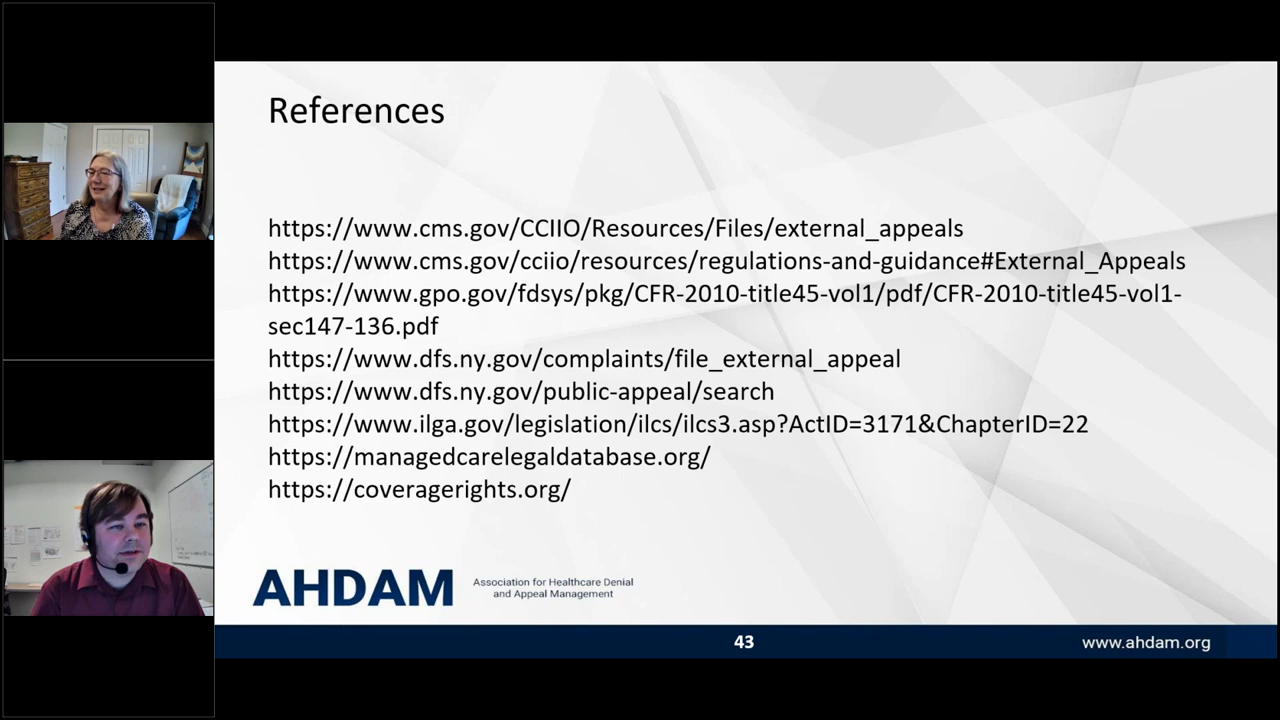 References
https://www.cms.gov/CCIIO/Resources/Files/external_appeals
https://www.cms.gov/cciio/resources/regulations-and-guidance#External_Appeals
https://www.gpo.gov/fdsys/pkg/CFR-2010-title45-vol1/pdf/CFR-2010-title45-vol1-
sec147-136.pdf
https://www.dfs.ny.gov/complaints/file_external_appeal
https://www.dfs.ny.gov/public-appeal/search
https://www.ilga.gov/legislation/ilcs/ilcs3.asp?ActID=3171&ChapterID=22
https://managedcarelegaldatabase.org/
https://coveragerights.org/
AHDAM
Association for Healthcare Denial
and Appeal Management
43
www.ahdam.org